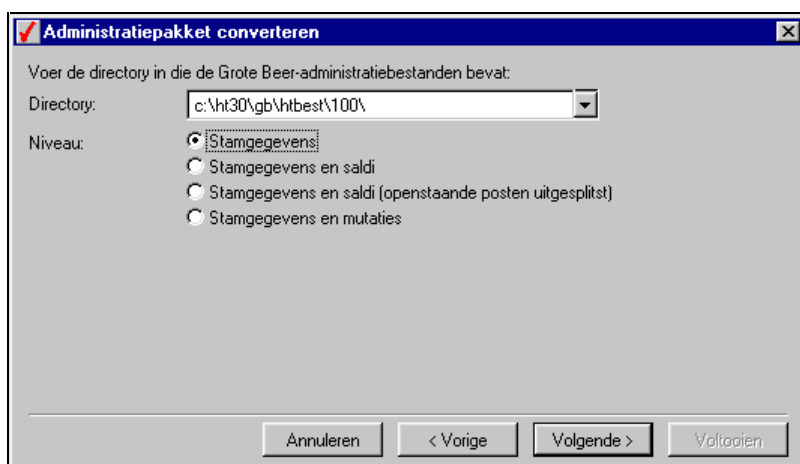 Administratiepakket converteren
Voer de directory in die de Grote Beer-administratiebestanden bevat:
Directory: c:\ht30\gb\htbest\100\
Niveau: Stamgegevens
Stamgegevens en saldi
Stamgegevens en saldi (openstaande posten uitgesplitst)
Stamgegevens en mutaties
Annuleren < Vorige Volgende > Voltooien